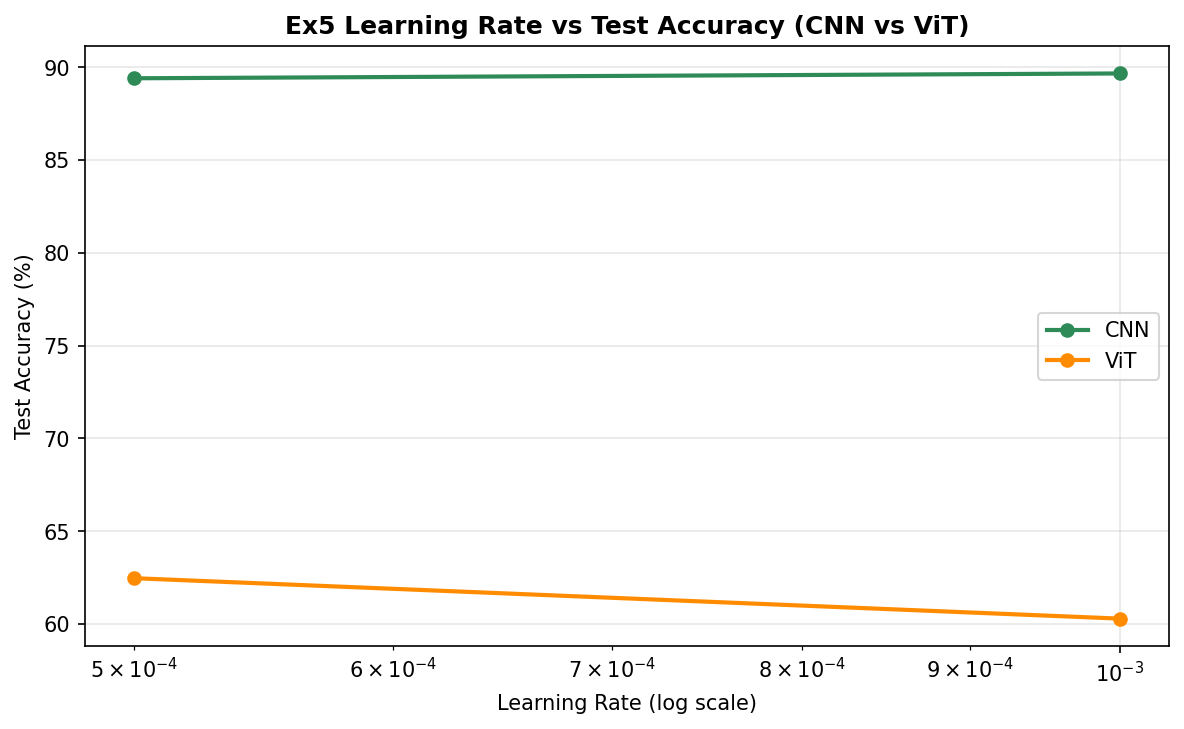 Ex5 Learning Rate vs Test Accuracy (CNN vs ViT)
Test Accuracy (%)
90
85
80
75
70
65
60
CNN
ViT
5 × 10⁻⁴
6 × 10⁻⁴
7 × 10⁻⁴
8 × 10⁻⁴
9 × 10⁻⁴
10⁻³
Learning Rate (log scale)